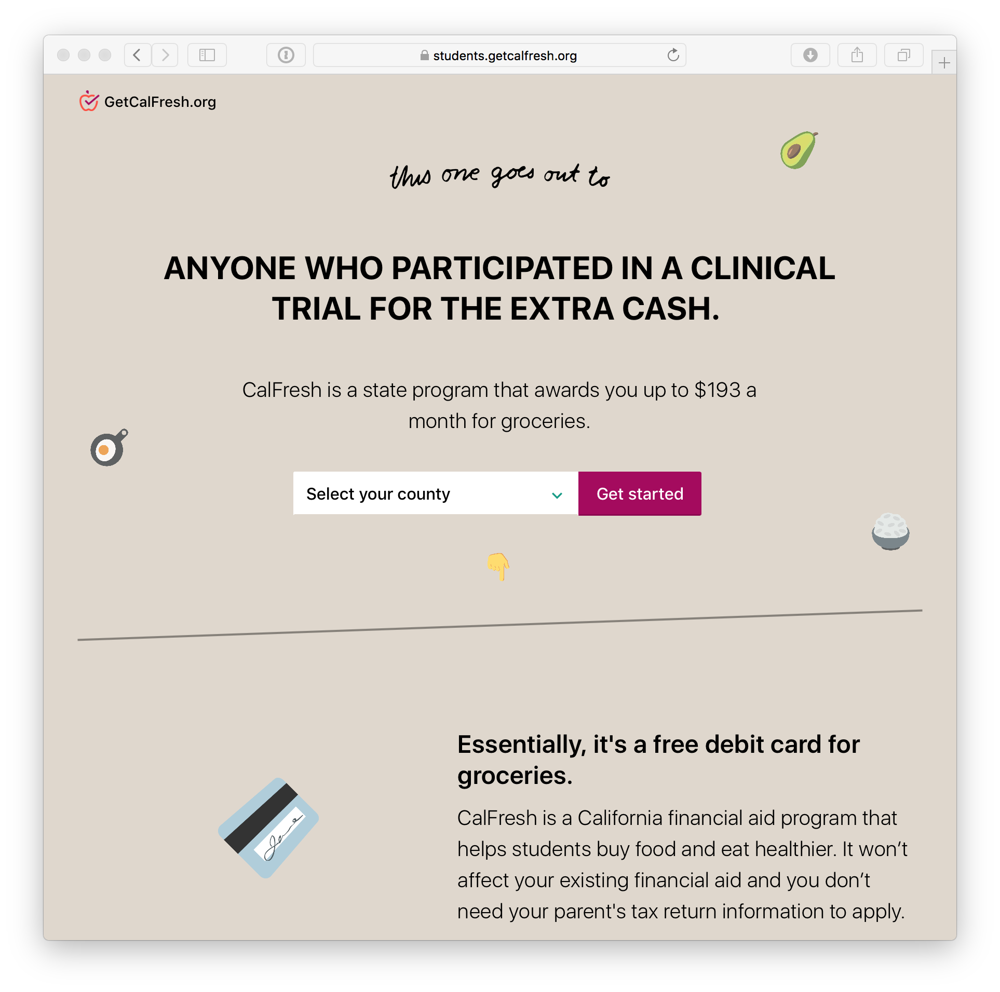 students.getcalfresh.org
GetCalFresh.org
this one goes out to
ANYONE WHO PARTICIPATED IN A CLINICAL
TRIAL FOR THE EXTRA CASH.
CalFresh is a state program that awards you up to $193 a
month for groceries.
Select your county
Get started
Essentially, it's a free debit card for
groceries.
CalFresh is a California financial aid program that
helps students buy food and eat healthier. It won’t
affect your existing financial aid and you don’t
need your parent's tax return information to apply.